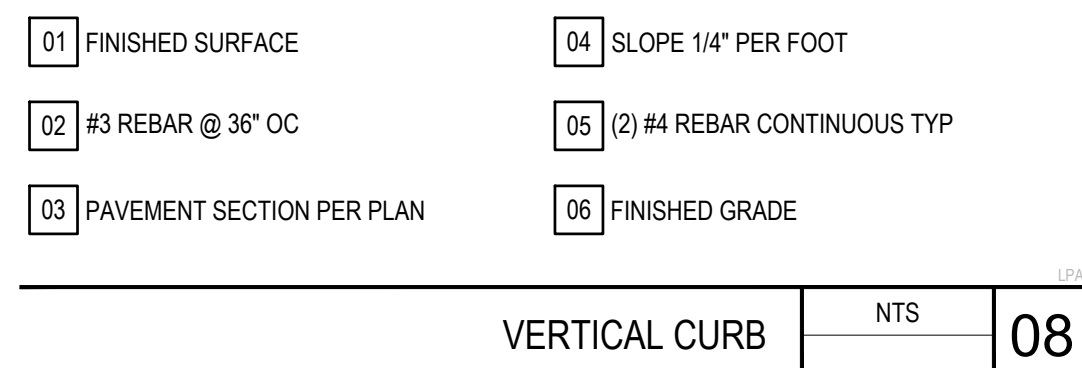 01 FINISHED SURFACE
02 #3 REBAR @ 36" OC
03 PAVEMENT SECTION PER PLAN
04 SLOPE 1/4" PER FOOT
05 (2) #4 REBAR CONTINUOUS TYP
06 FINISHED GRADE
LPA
VERTICAL CURB
NTS
08